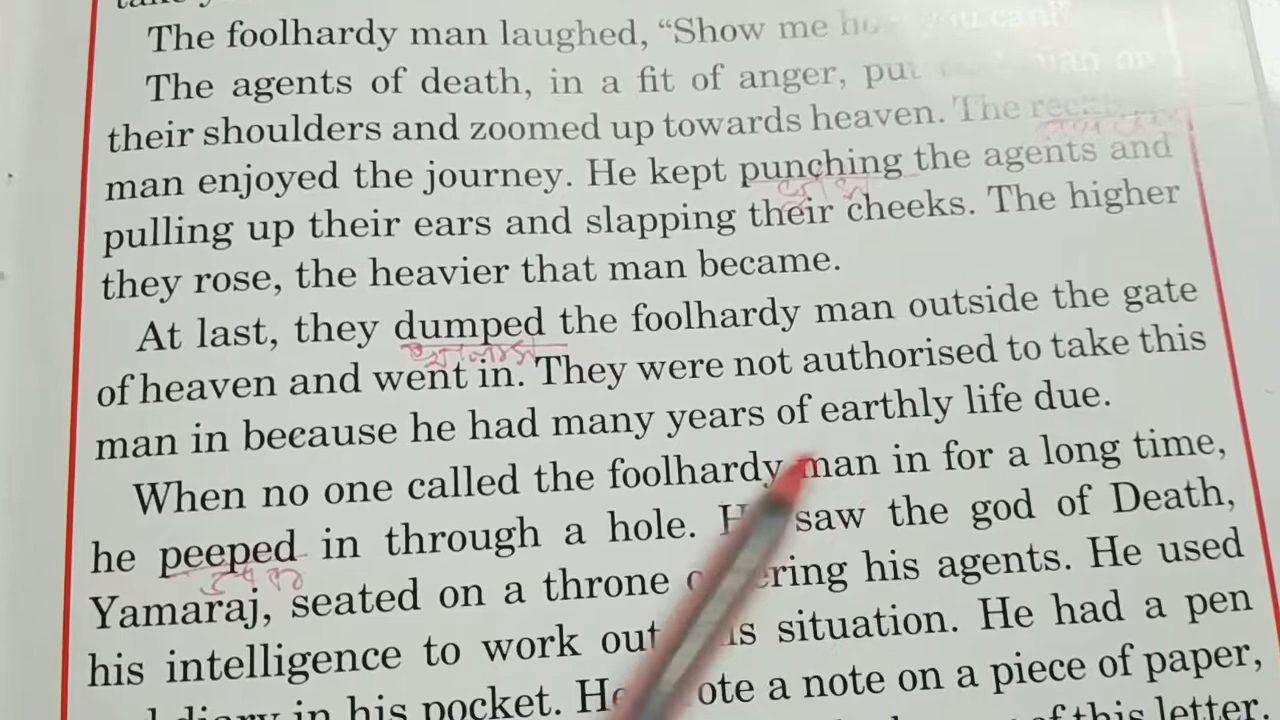 The foolhardy man laughed, “Show me you can!”
The agents of death, in a fit of anger, put man on
their shoulders and zoomed up towards heaven. The
man enjoyed the journey. He kept punching the agents and
pulling up their ears and slapping their cheeks. The higher
they rose, the heavier that man became.
At last, they dumped the foolhardy man outside the gate
of heaven and went in. They were not authorised to take this
man in because he had many years of earthly life due.
When no one called the foolhardy man in for a long time,
he peeped in through a hole. saw the god of Death,
Yamaraj, seated on a throne his agents. He used
his intelligence to work out situation. He had a pen
diary in his pocket. He a note on a piece of paper,
of this letter.